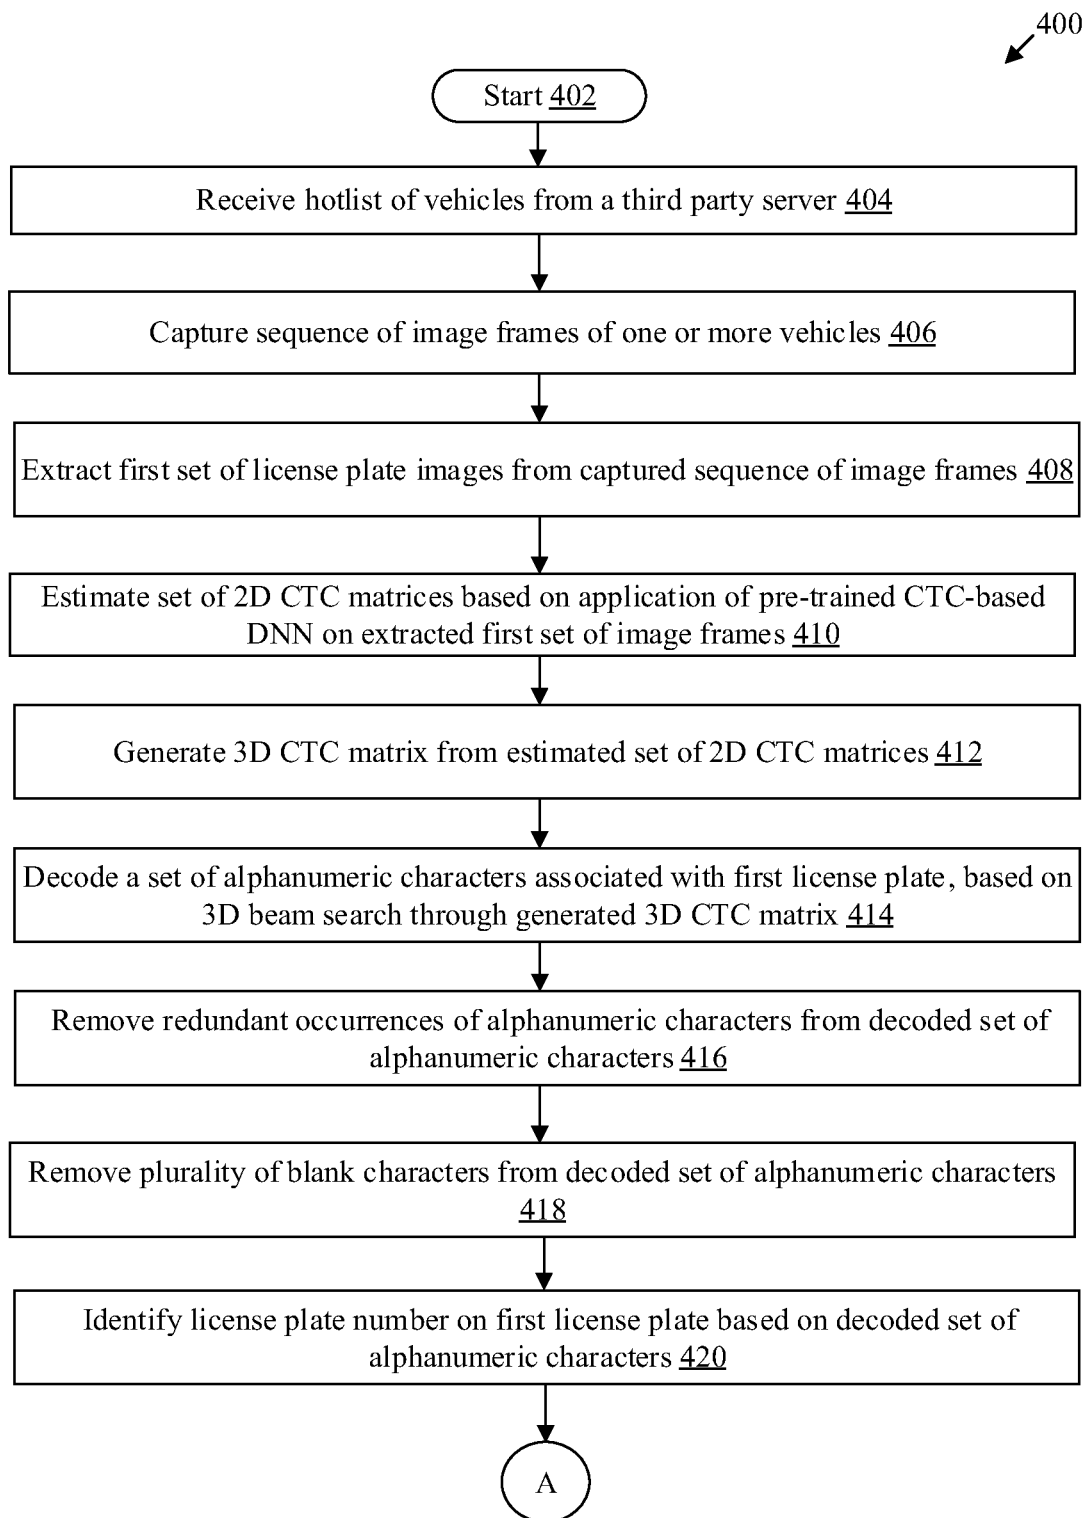 400
Start 402
Receive hotlist of vehicles from a third party server 404
Capture sequence of image frames of one or more vehicles 406
Extract first set of license plate images from captured sequence of image frames 408
Estimate set of 2D CTC matrices based on application of pre-trained CTC-based
DNN on extracted first set of image frames 410
Generate 3D CTC matrix from estimated set of 2D CTC matrices 412
Decode a set of alphanumeric characters associated with first license plate, based on
3D beam search through generated 3D CTC matrix 414
Remove redundant occurrences of alphanumeric characters from decoded set of
alphanumeric characters 416
Remove plurality of blank characters from decoded set of alphanumeric characters
418
Identify license plate number on first license plate based on decoded set of
alphanumeric characters 420
A